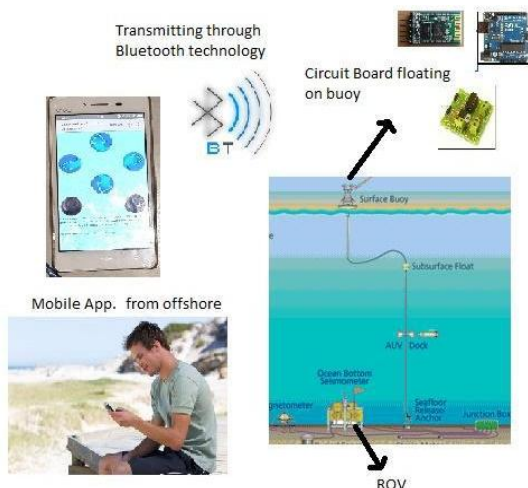 Transmitting through
Bluetooth technology
BT
Circuit Board floating
on buoy
Mobile App. from offshore
Surface Buoy
Subsurface Float
AUV Dock
Ocean Bottom
Seismometer
Seafloor
Release
Anchor
Junction Box
ROV